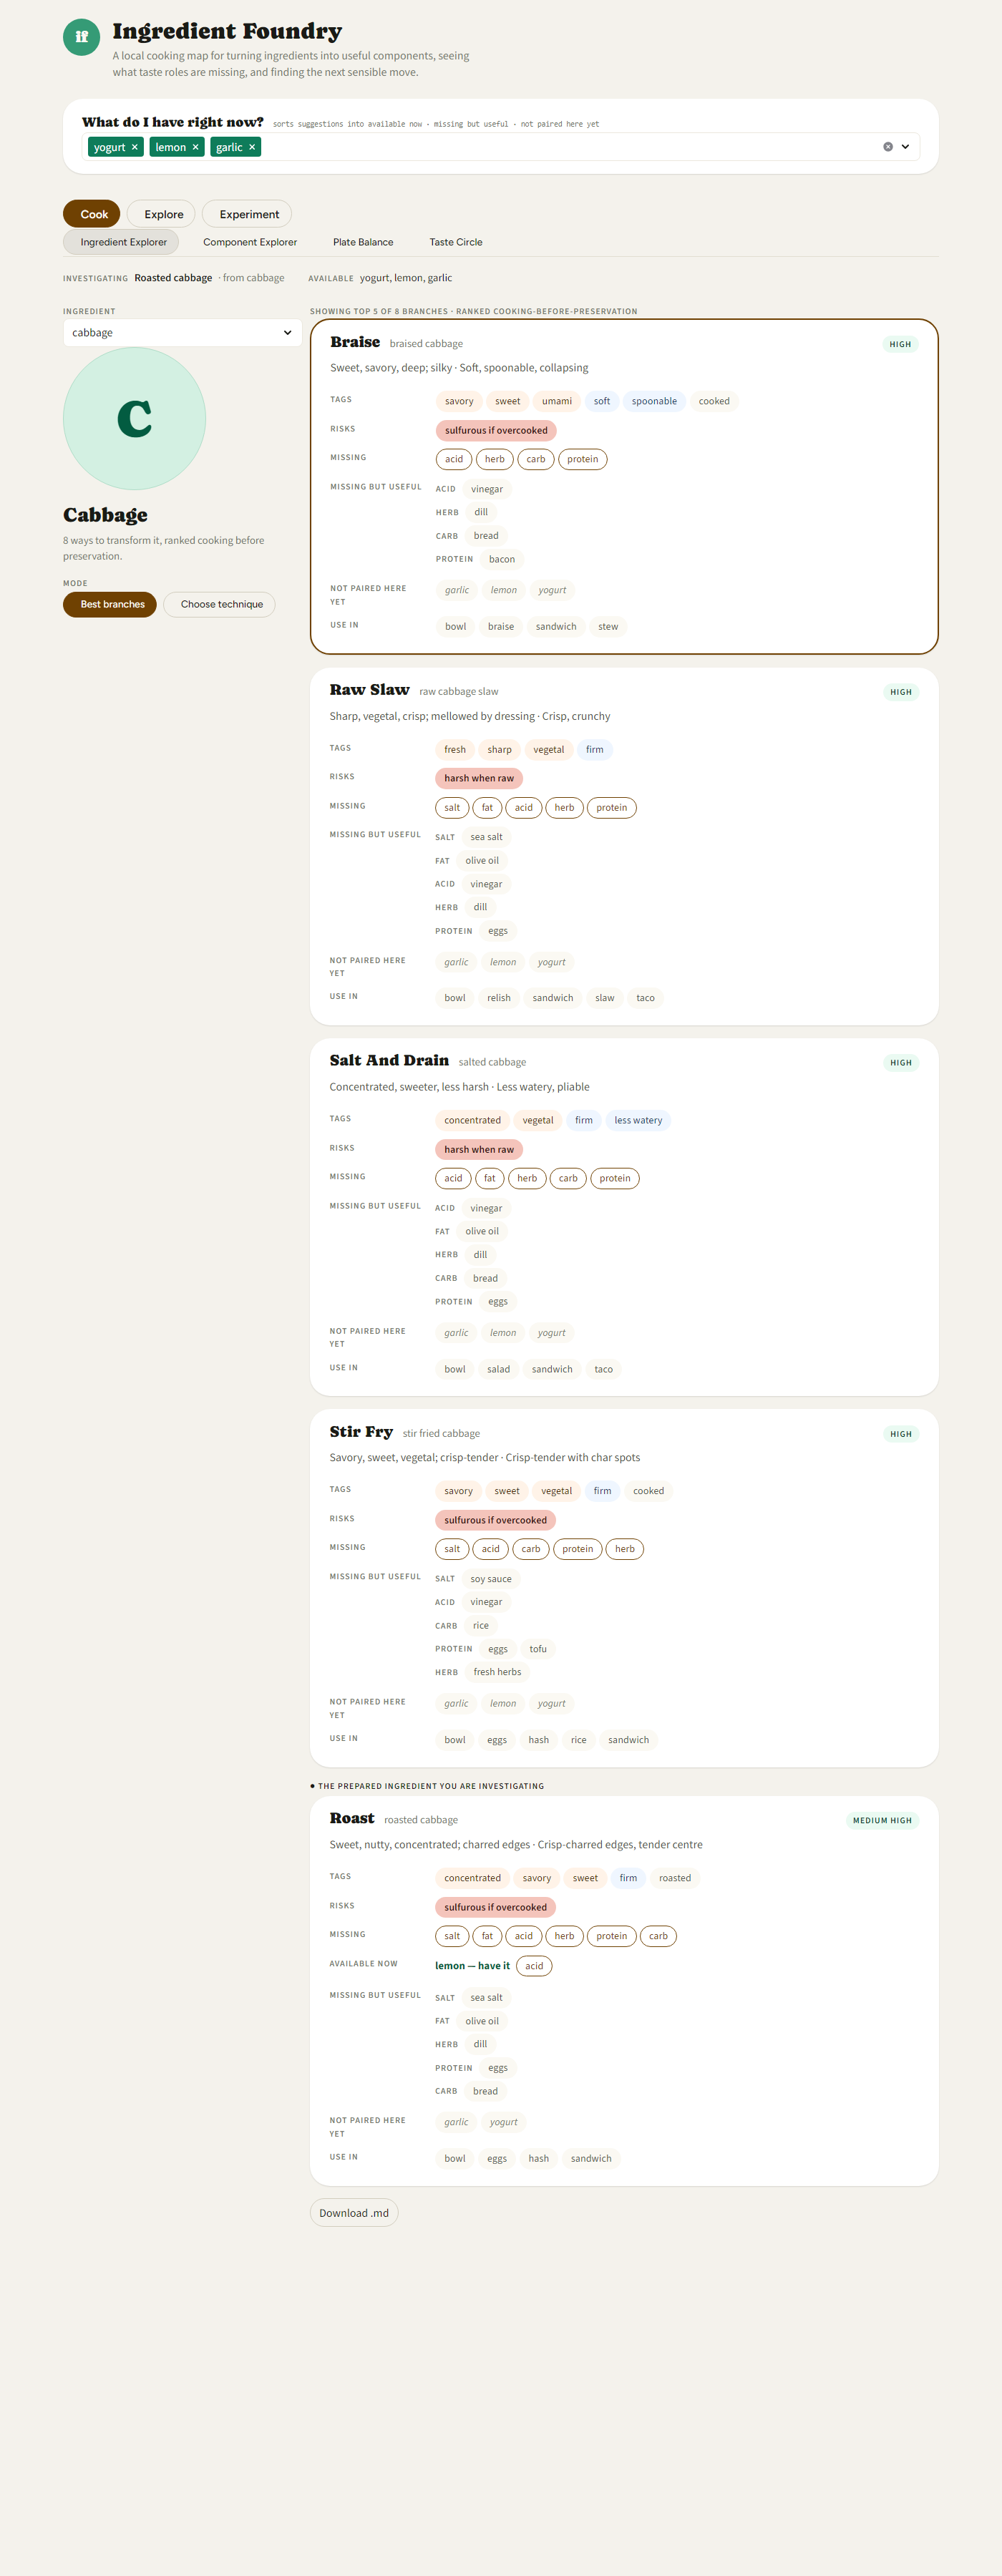 if
Ingredient Foundry
A local cooking map for turning ingredients into useful components, seeing
what taste roles are missing, and finding the next sensible move.
What do I have right now? sorts suggestions into available now · missing but useful · not paired here yet
yogurt × lemon × garlic ×
Cook Explore Experiment
Ingredient Explorer Component Explorer Plate Balance Taste Circle
INVESTIGATING Roasted cabbage · from cabbage AVAILABLE yogurt, lemon, garlic
INGREDIENT
cabbage
C
Cabbage
8 ways to transform it, ranked cooking before
preservation.
MODE
Best branches Choose technique
SHOWING TOP 5 OF 8 BRANCHES · RANKED COOKING-BEFORE-PRESERVATION
Braise braised cabbage HIGH
Sweet, savory, deep; silky · Soft, spoonable, collapsing
TAGS savory sweet umami soft spoonable cooked
RISKS sulfurous if overcooked
MISSING acid herb carb protein
MISSING BUT USEFUL ACID vinegar
HERB dill
CARB bread
PROTEIN bacon
NOT PAIRED HERE YET garlic lemon yogurt
USE IN bowl braise sandwich stew
Raw Slaw raw cabbage slaw HIGH
Sharp, vegetal, crisp; mellowed by dressing · Crisp, crunchy
TAGS fresh sharp vegetal firm
RISKS harsh when raw
MISSING salt fat acid herb protein
MISSING BUT USEFUL SALT sea salt
FAT olive oil
ACID vinegar
HERB dill
PROTEIN eggs
NOT PAIRED HERE YET garlic lemon yogurt
USE IN bowl relish sandwich slaw taco
Salt And Drain salted cabbage HIGH
Concentrated, sweeter, less harsh · Less watery, pliable
TAGS concentrated vegetal firm less watery
RISKS harsh when raw
MISSING acid fat herb carb protein
MISSING BUT USEFUL ACID vinegar
FAT olive oil
HERB dill
CARB bread
PROTEIN eggs
NOT PAIRED HERE YET garlic lemon yogurt
USE IN bowl salad sandwich taco
Stir Fry stir fried cabbage HIGH
Savory, sweet, vegetal; crisp-tender · Crisp-tender with char spots
TAGS savory sweet vegetal firm cooked
RISKS sulfurous if overcooked
MISSING salt acid carb protein herb
MISSING BUT USEFUL SALT soy sauce
ACID vinegar
CARB rice
PROTEIN eggs tofu
HERB fresh herbs
NOT PAIRED HERE YET garlic lemon yogurt
USE IN bowl eggs hash rice sandwich
● THE PREPARED INGREDIENT YOU ARE INVESTIGATING
Roast roasted cabbage MEDIUM HIGH
Sweet, nutty, concentrated; charred edges · Crisp-charred edges, tender centre
TAGS concentrated savory sweet firm roasted
RISKS sulfurous if overcooked
MISSING salt fat acid herb protein carb
AVAILABLE NOW lemon — have it acid
MISSING BUT USEFUL SALT sea salt
FAT olive oil
HERB dill
PROTEIN eggs
CARB bread
NOT PAIRED HERE YET garlic yogurt
USE IN bowl eggs hash sandwich
Download .md